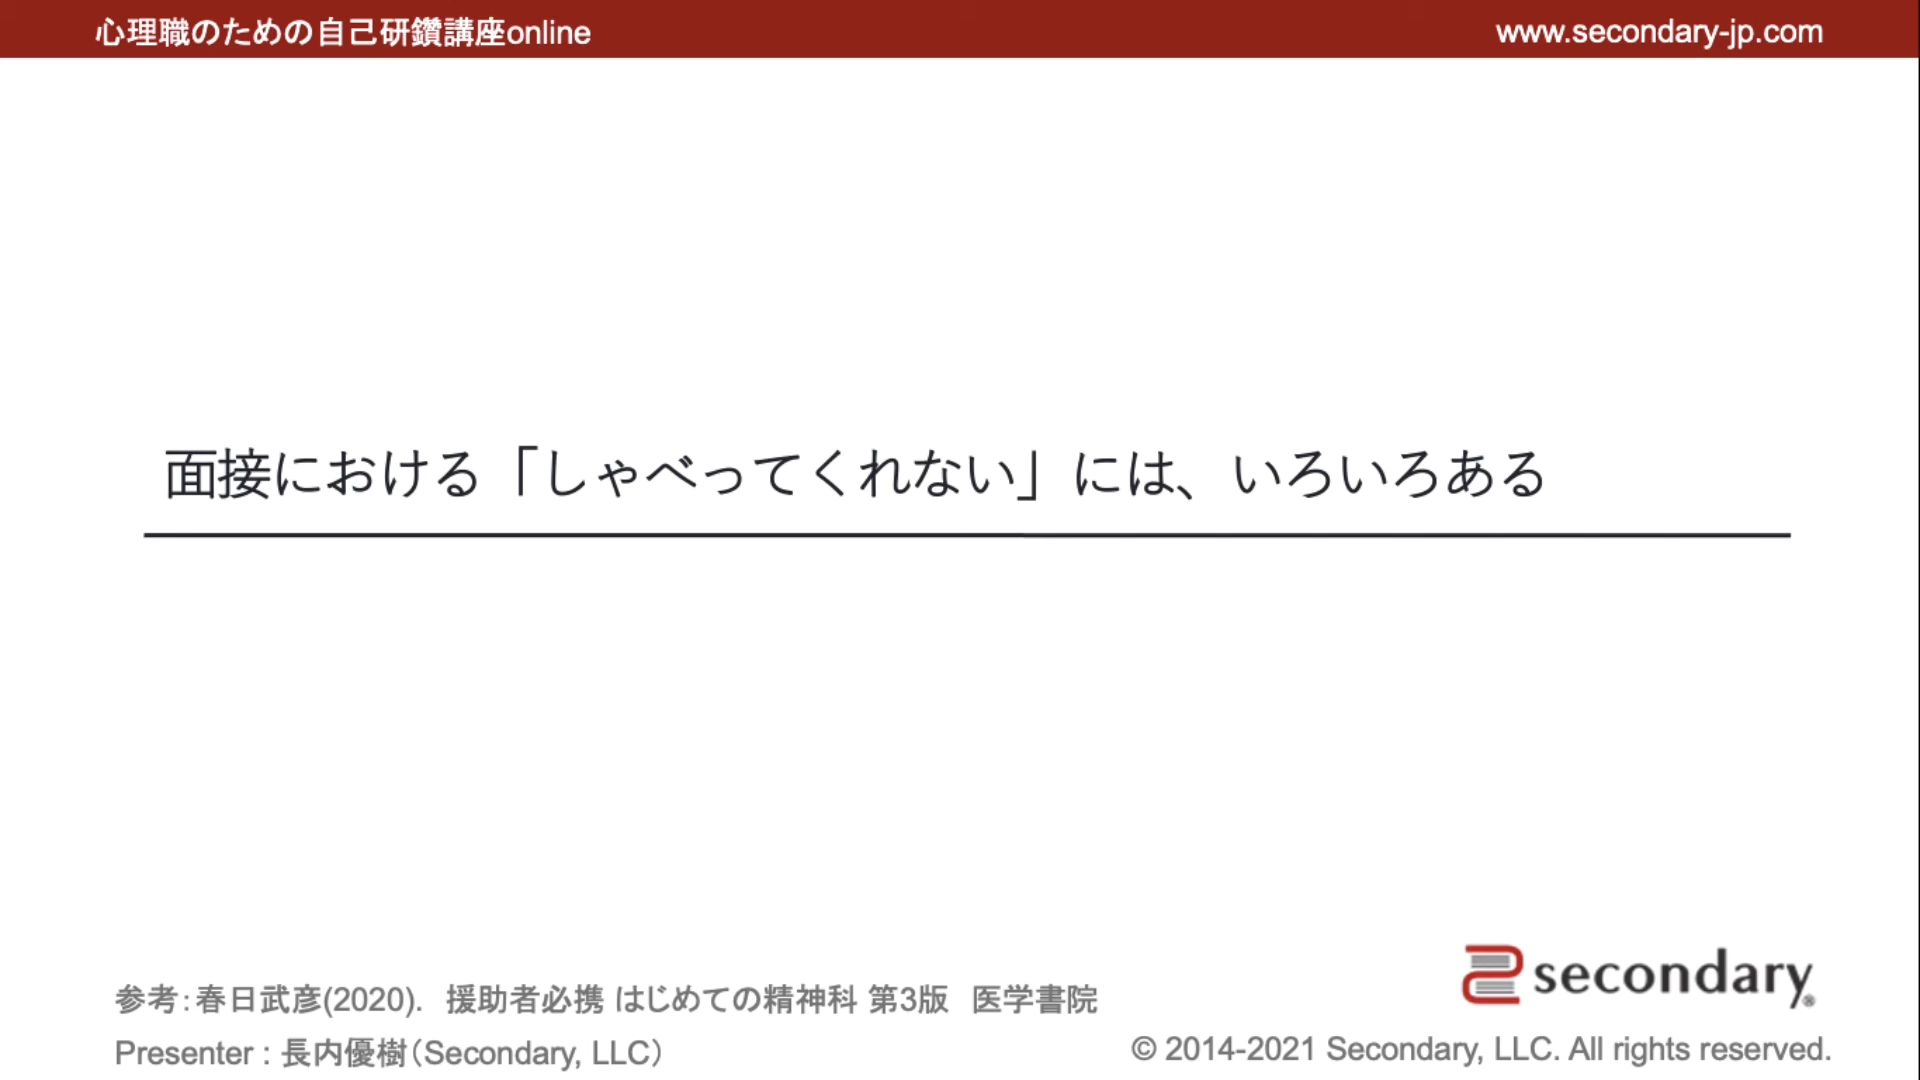 心理職のための自己研鑽講座online
www.secondary-jp.com
面接における「しゃべってくれない」には、いろいろある
secondary®
参考：春日武彦(2020). 援助者必携 はじめての精神科 第3版 医学書院
Presenter : 長内優樹（Secondary, LLC）
© 2014-2021 Secondary, LLC. All rights reserved.